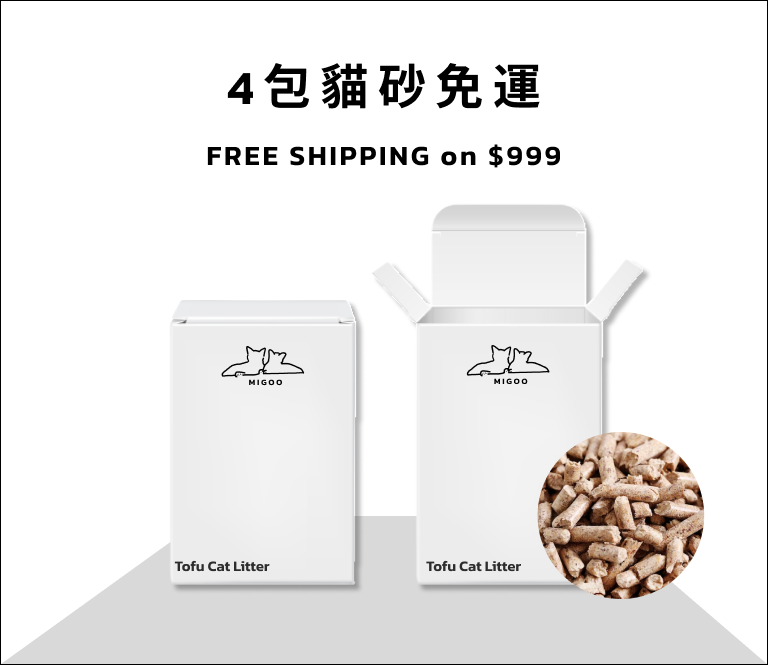 4包貓砂免運
FREE SHIPPING on $999
MIGOO
MIGOO
Tofu Cat Litter
Tofu Cat Litter